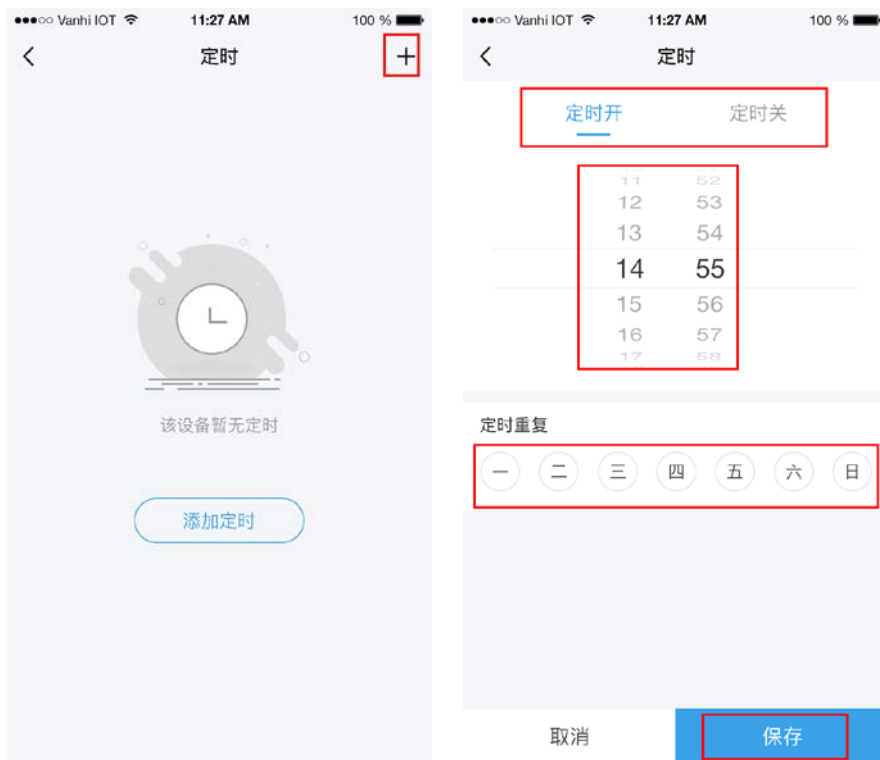 Vanhi IOT 11:27 AM 100 %
定时
该设备暂无定时
添加定时
Vanhi IOT 11:27 AM 100 %
定时
定时开 定时关
11 52
12 53
13 54
14 55
15 56
16 57
17 58
定时重复
一 二 三 四 五 六 日
取消 保存